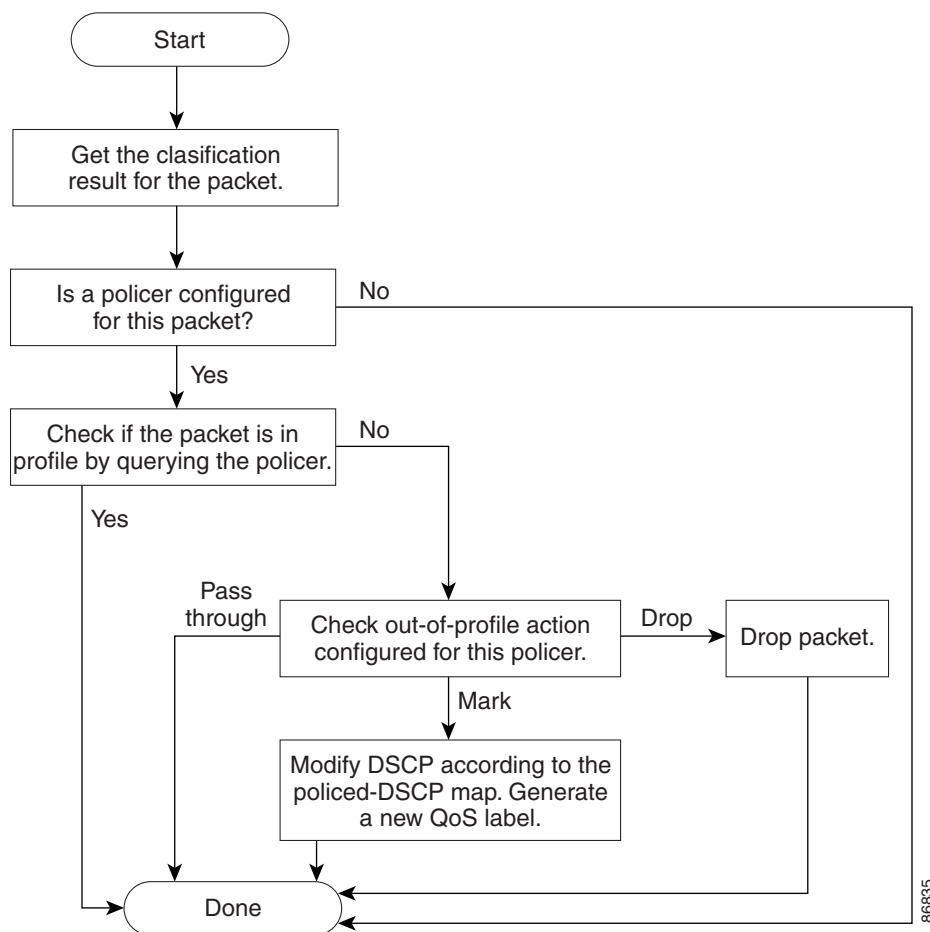 Start
Get the clasification
result for the packet.
Is a policer configured
for this packet?
No
Yes
Check if the packet is in
profile by querying the policer.
No
Yes
Pass
through
Check out-of-profile action
configured for this policer.
Drop
Drop packet.
Mark
Modify DSCP according to the
policed-DSCP map. Generate
a new QoS label.
Done
86835